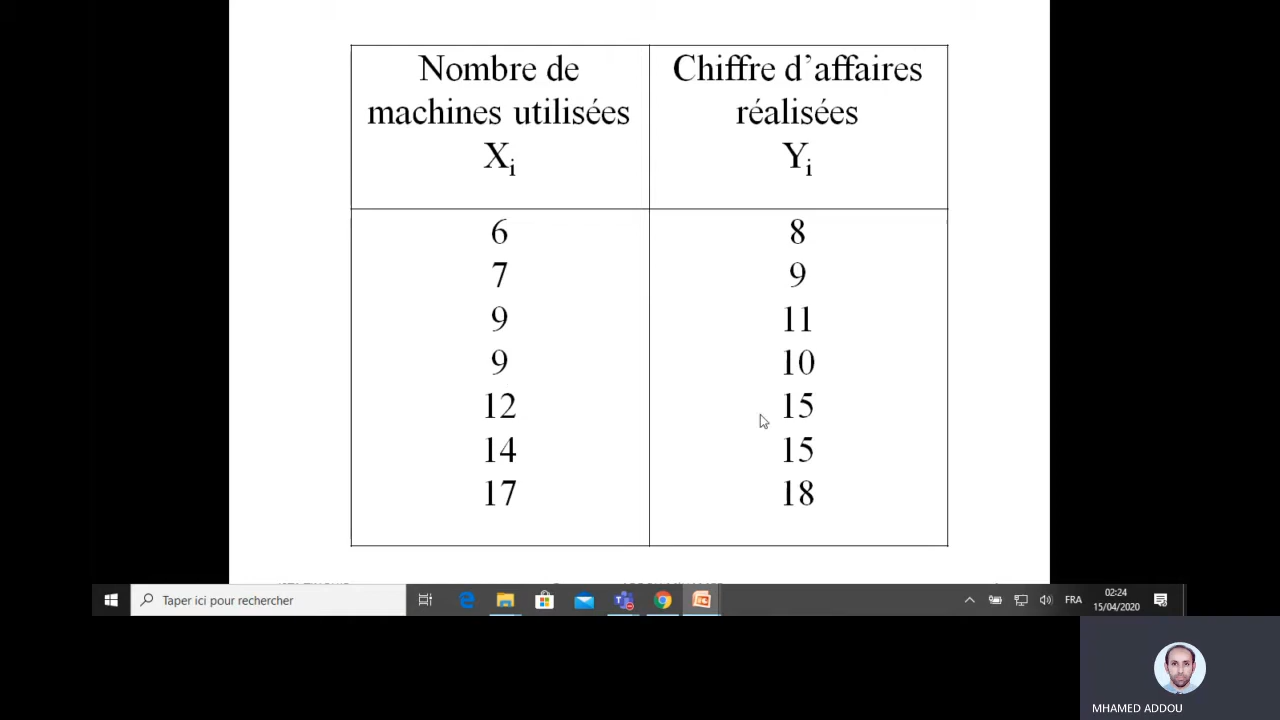 Nombre de machines utilisées Xi
Chiffre d’affaires réalisées Yi
6 8
7 9
9 11
9 10
12 15
14 15
17 18
Taper ici pour rechercher
FRA
02:24
15/04/2020
MHAMED ADDOU